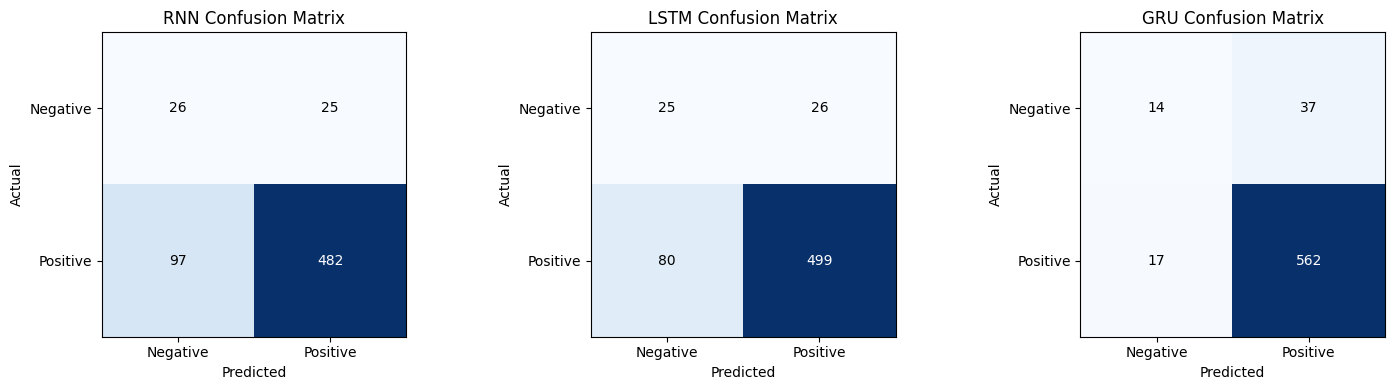 RNN Confusion Matrix
Negative
26
25
Actual
Positive
97
482
Negative
Positive
Predicted
LSTM Confusion Matrix
Negative
25
26
Actual
Positive
80
499
Negative
Positive
Predicted
GRU Confusion Matrix
Negative
14
37
Actual
Positive
17
562
Negative
Positive
Predicted